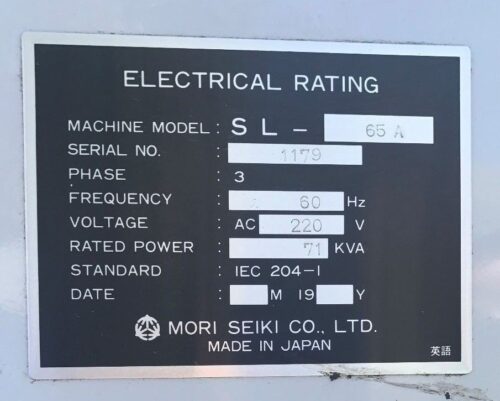 ELECTRICAL RATING
MACHINE MODEL : SL- 65 A
SERIAL NO. : 1179
PHASE : 3
FREQUENCY : 60 Hz
VOLTAGE : AC 220 V
RATED POWER : 71 KVA
STANDARD : IEC 204-1
DATE : M 19 Y
MORI SEIKI CO., LTD.
MADE IN JAPAN
英語